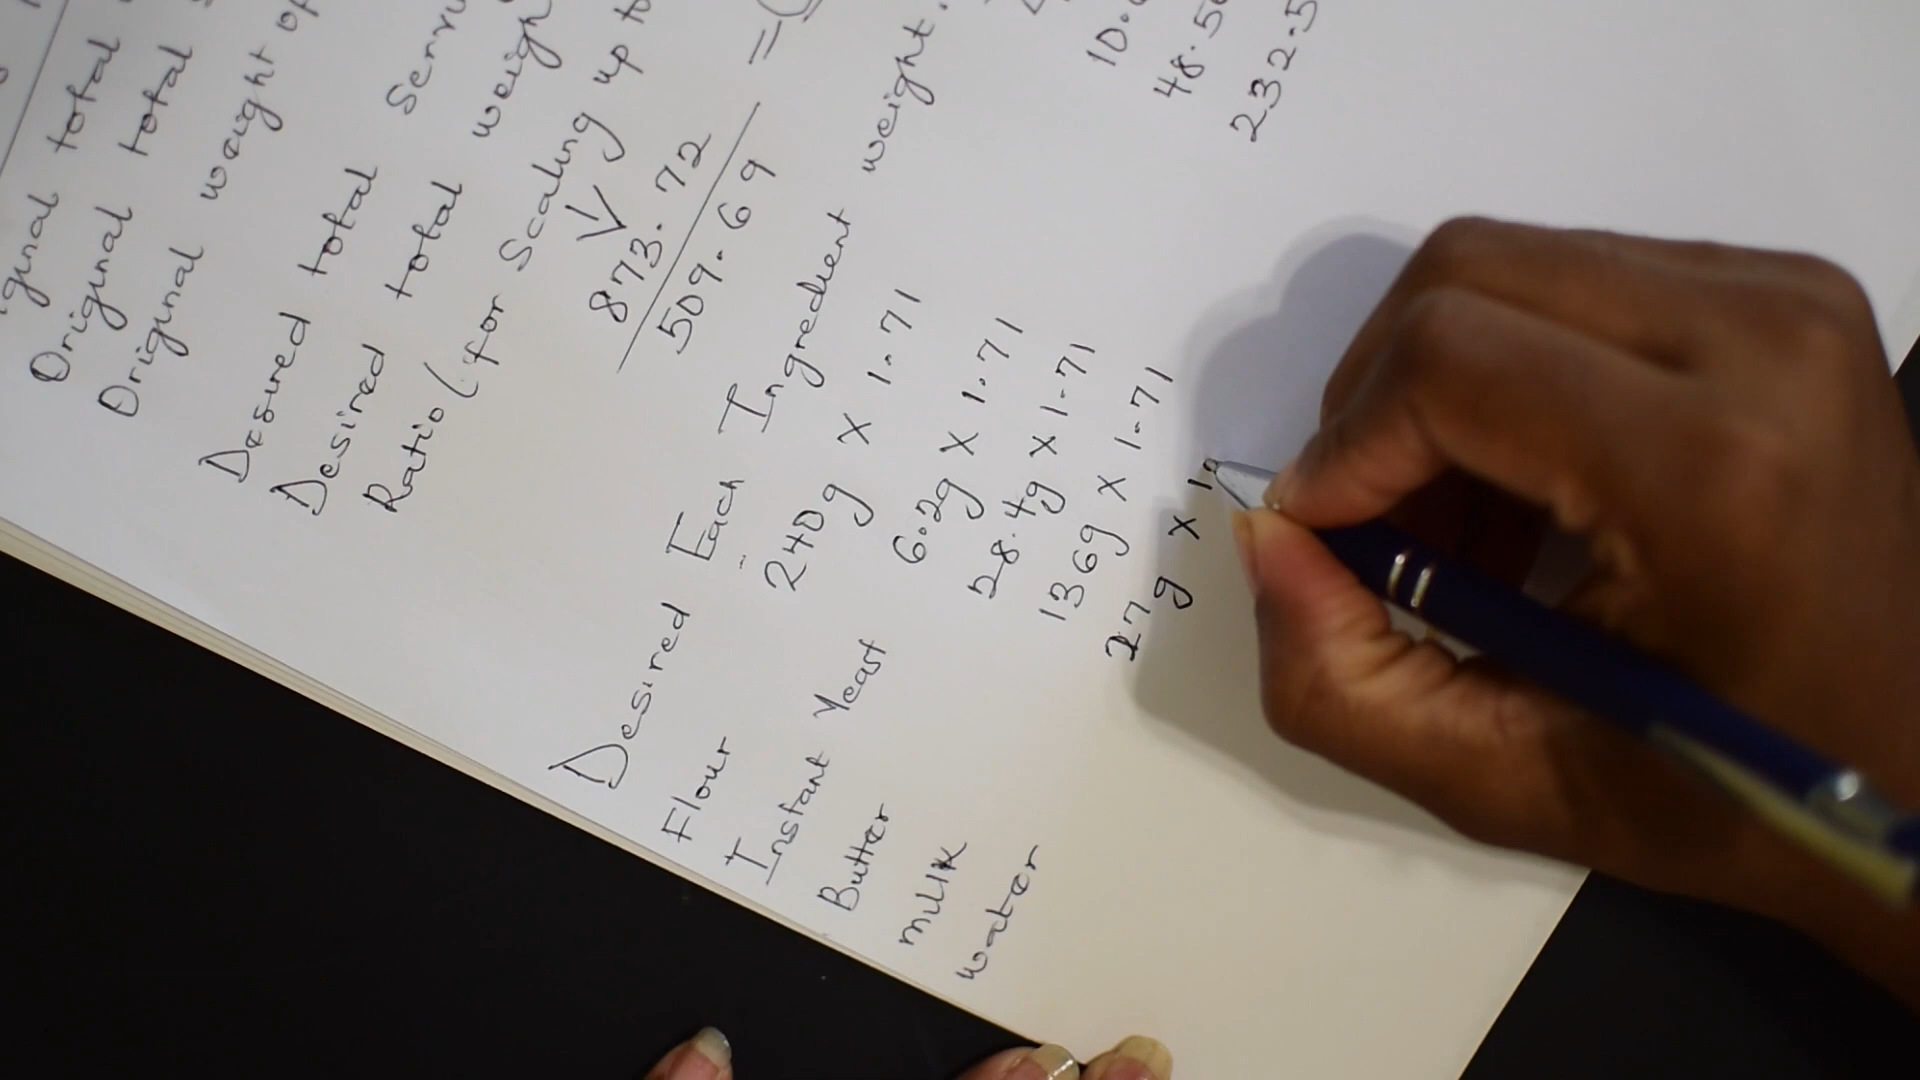 Original total
Original total
Original weight of
Desired total
Desired total weigh
Ratio (for Scaling up to
873.72
509.69 =
Desired Each Ingredient weight.
Flour 240g X 1.71
Instant Yeast 6.2g X 1.71 10.
Butter 28.4g X 1.71 48.5
milk 136g X 1.71 232.5
water 27g X 1.